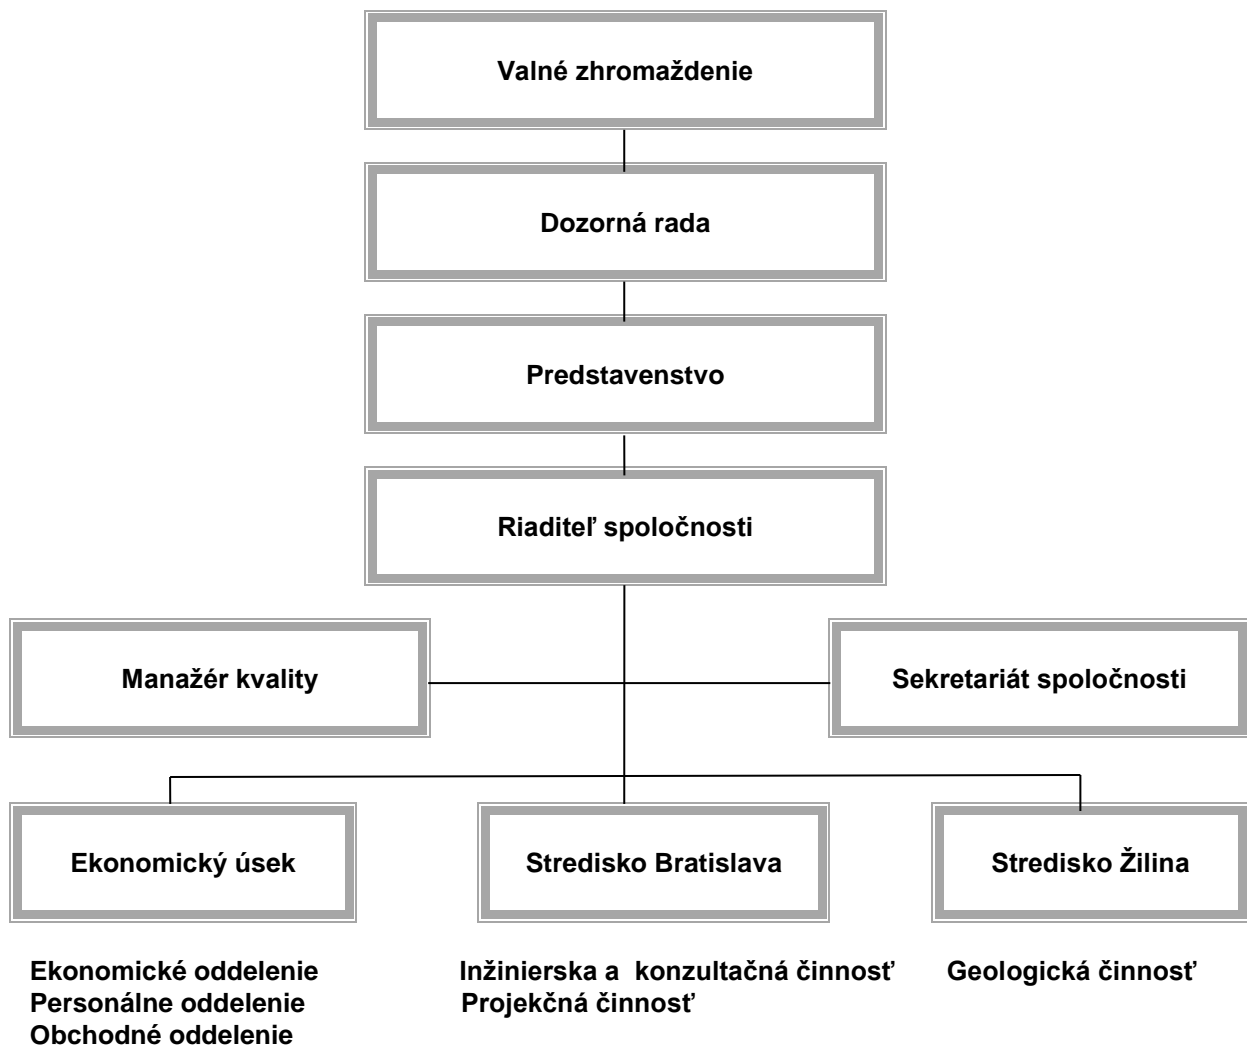 Valné zhromaždenie
Dozorná rada
Predstavenstvo
Riaditeľ spoločnosti
Manažér kvality
Sekretariát spoločnosti
Ekonomický úsek
Stredisko Bratislava
Stredisko Žilina
Ekonomické oddelenie
Personálne oddelenie
Obchodné oddelenie
Inžinierska a konzultačná činnosť
Projekčná činnosť
Geologická činnosť